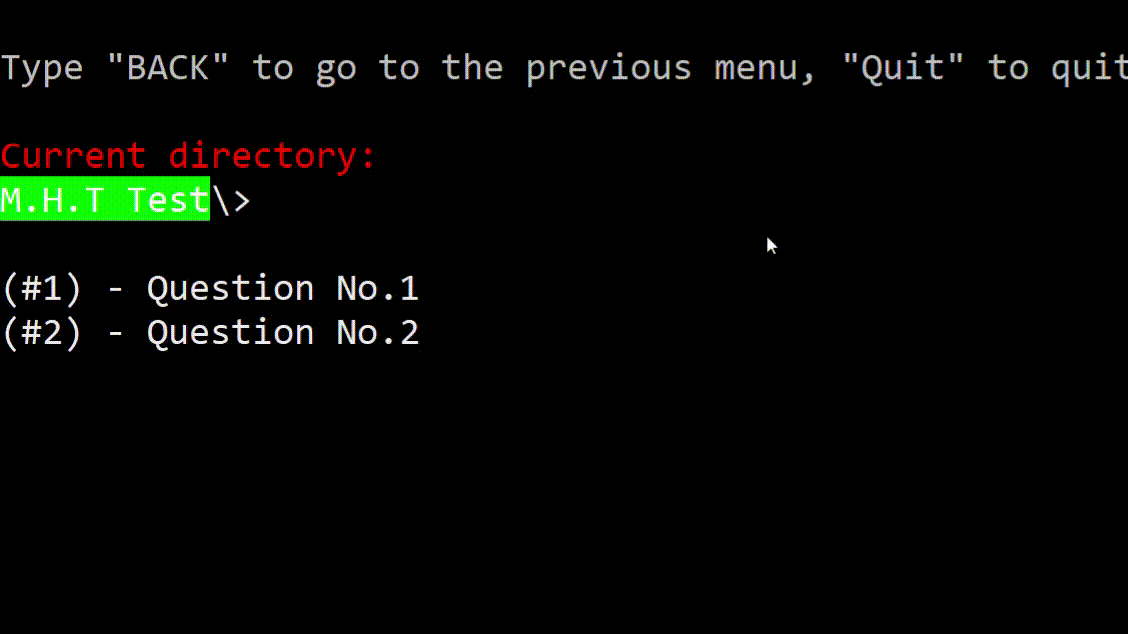 Type "BACK" to go to the previous menu, "Quit" to quit
Current directory:
M.H.T Test\>
(#1) - Question No.1
(#2) - Question No.2